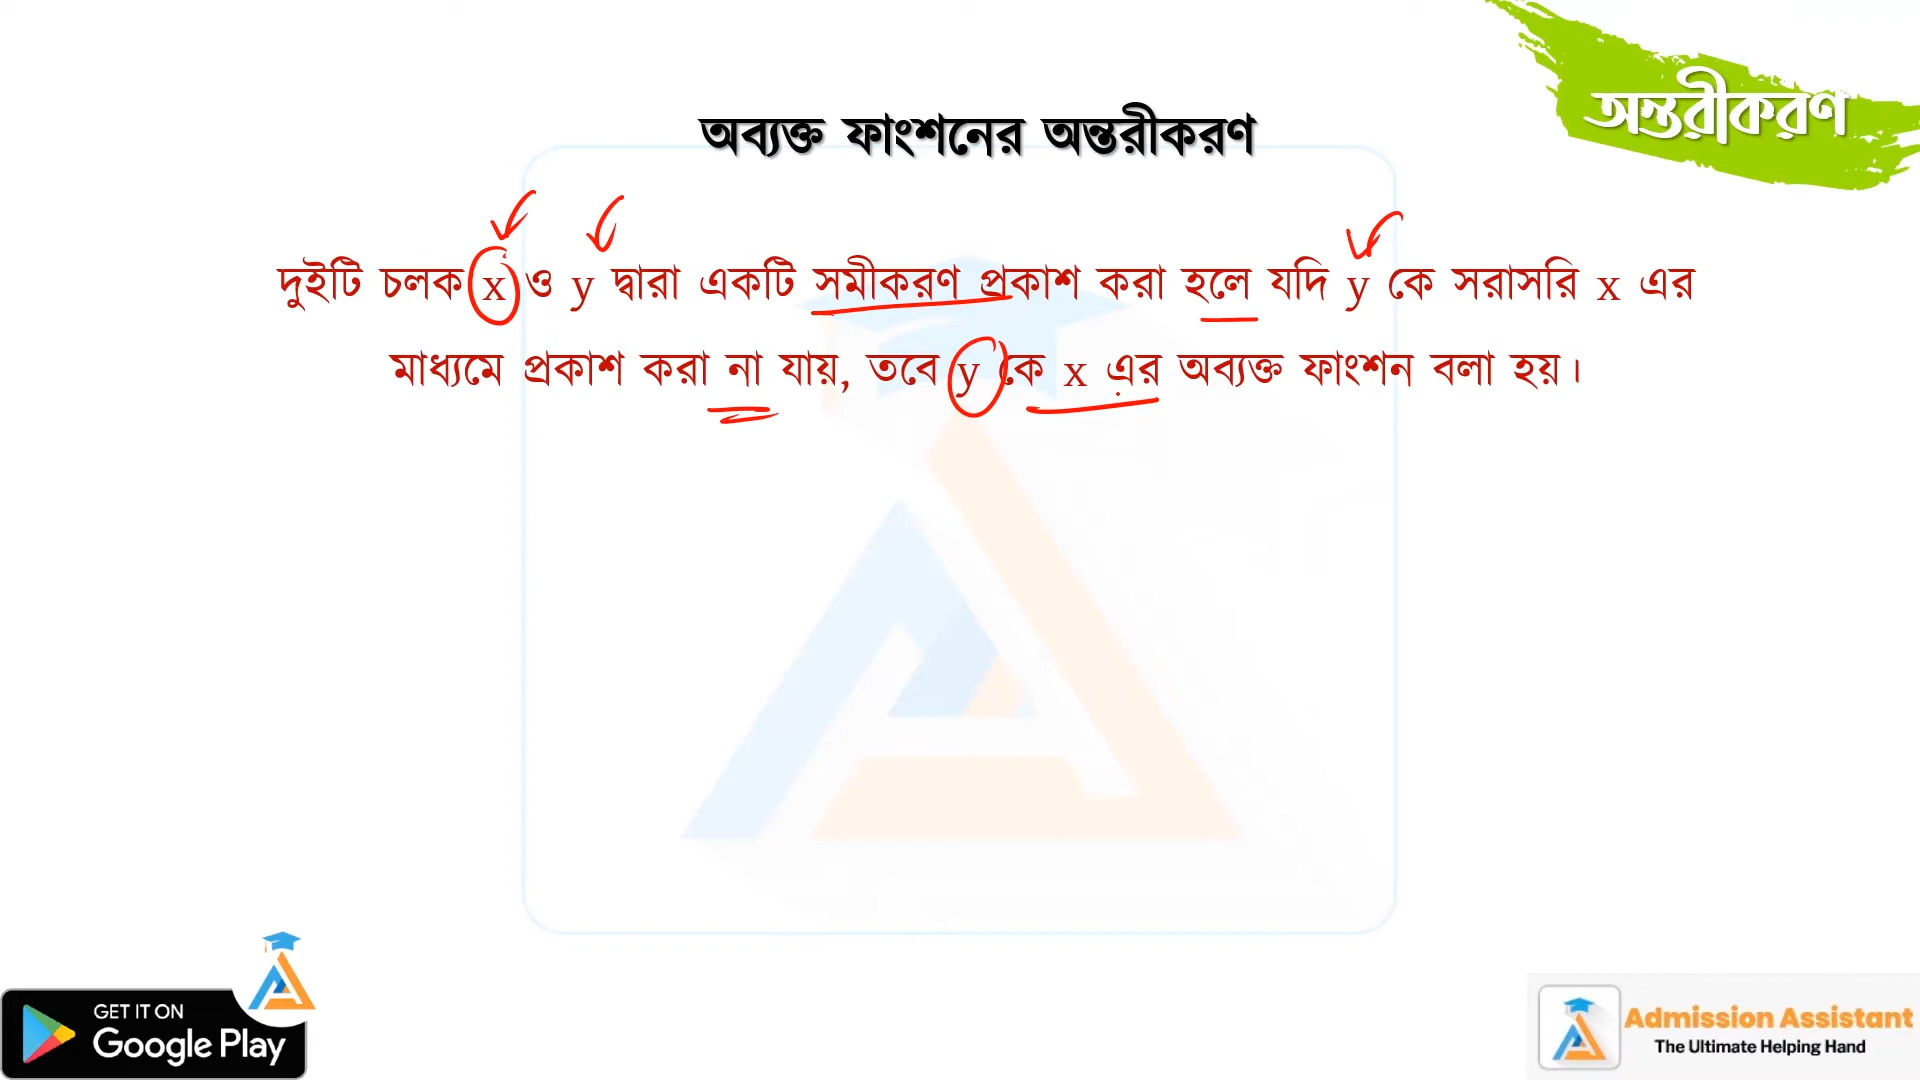 অন্তরীকরণ
অব্যক্ত ফাংশনের অন্তরীকরণ
দুইটি চলক x ও y দ্বারা একটি সমীকরণ প্রকাশ করা হলে যদি y কে সরাসরি x এর
মাধ্যমে প্রকাশ করা না যায়, তবে y কে x এর অব্যক্ত ফাংশন বলা হয়।
GET IT ON
Google Play
Admission Assistant
The Ultimate Helping Hand